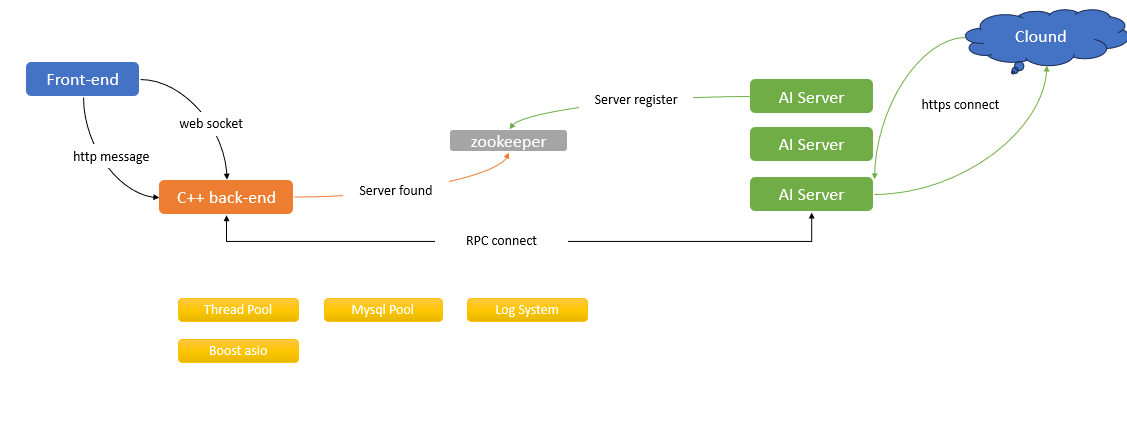 Clound
Front-end
AI Server
Server register
https connect
web socket
zookeeper
AI Server
http message
Server found
AI Server
C++ back-end
RPC connect
Thread Pool
Mysql Pool
Log System
Boost asio